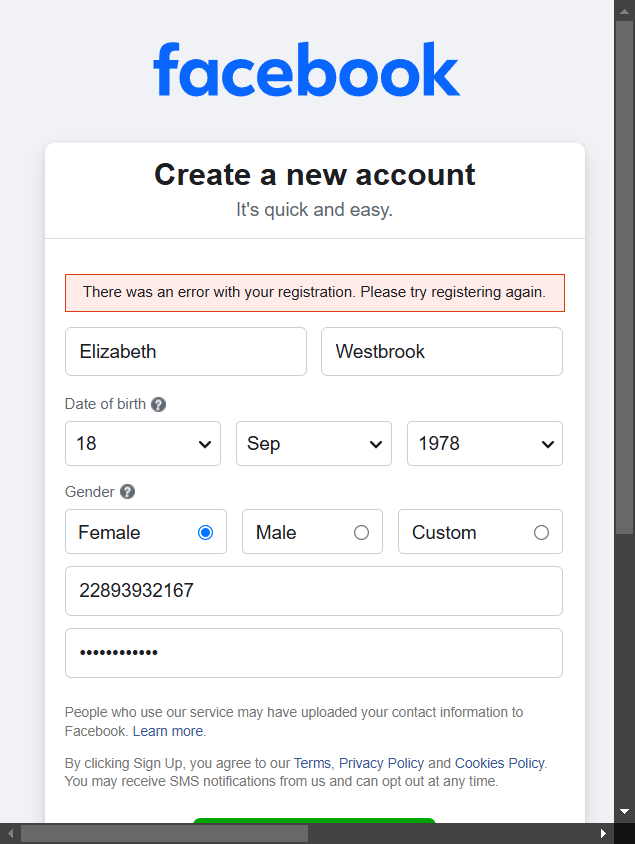 facebook
Create a new account
It's quick and easy.
There was an error with your registration. Please try registering again.
Elizabeth Westbrook
Date of birth ?
18 Sep 1978
Gender ?
Female Male Custom
22893932167
••••••••••••
People who use our service may have uploaded your contact information to
Facebook. Learn more.
By clicking Sign Up, you agree to our Terms, Privacy Policy and Cookies Policy.
You may receive SMS notifications from us and can opt out at any time.